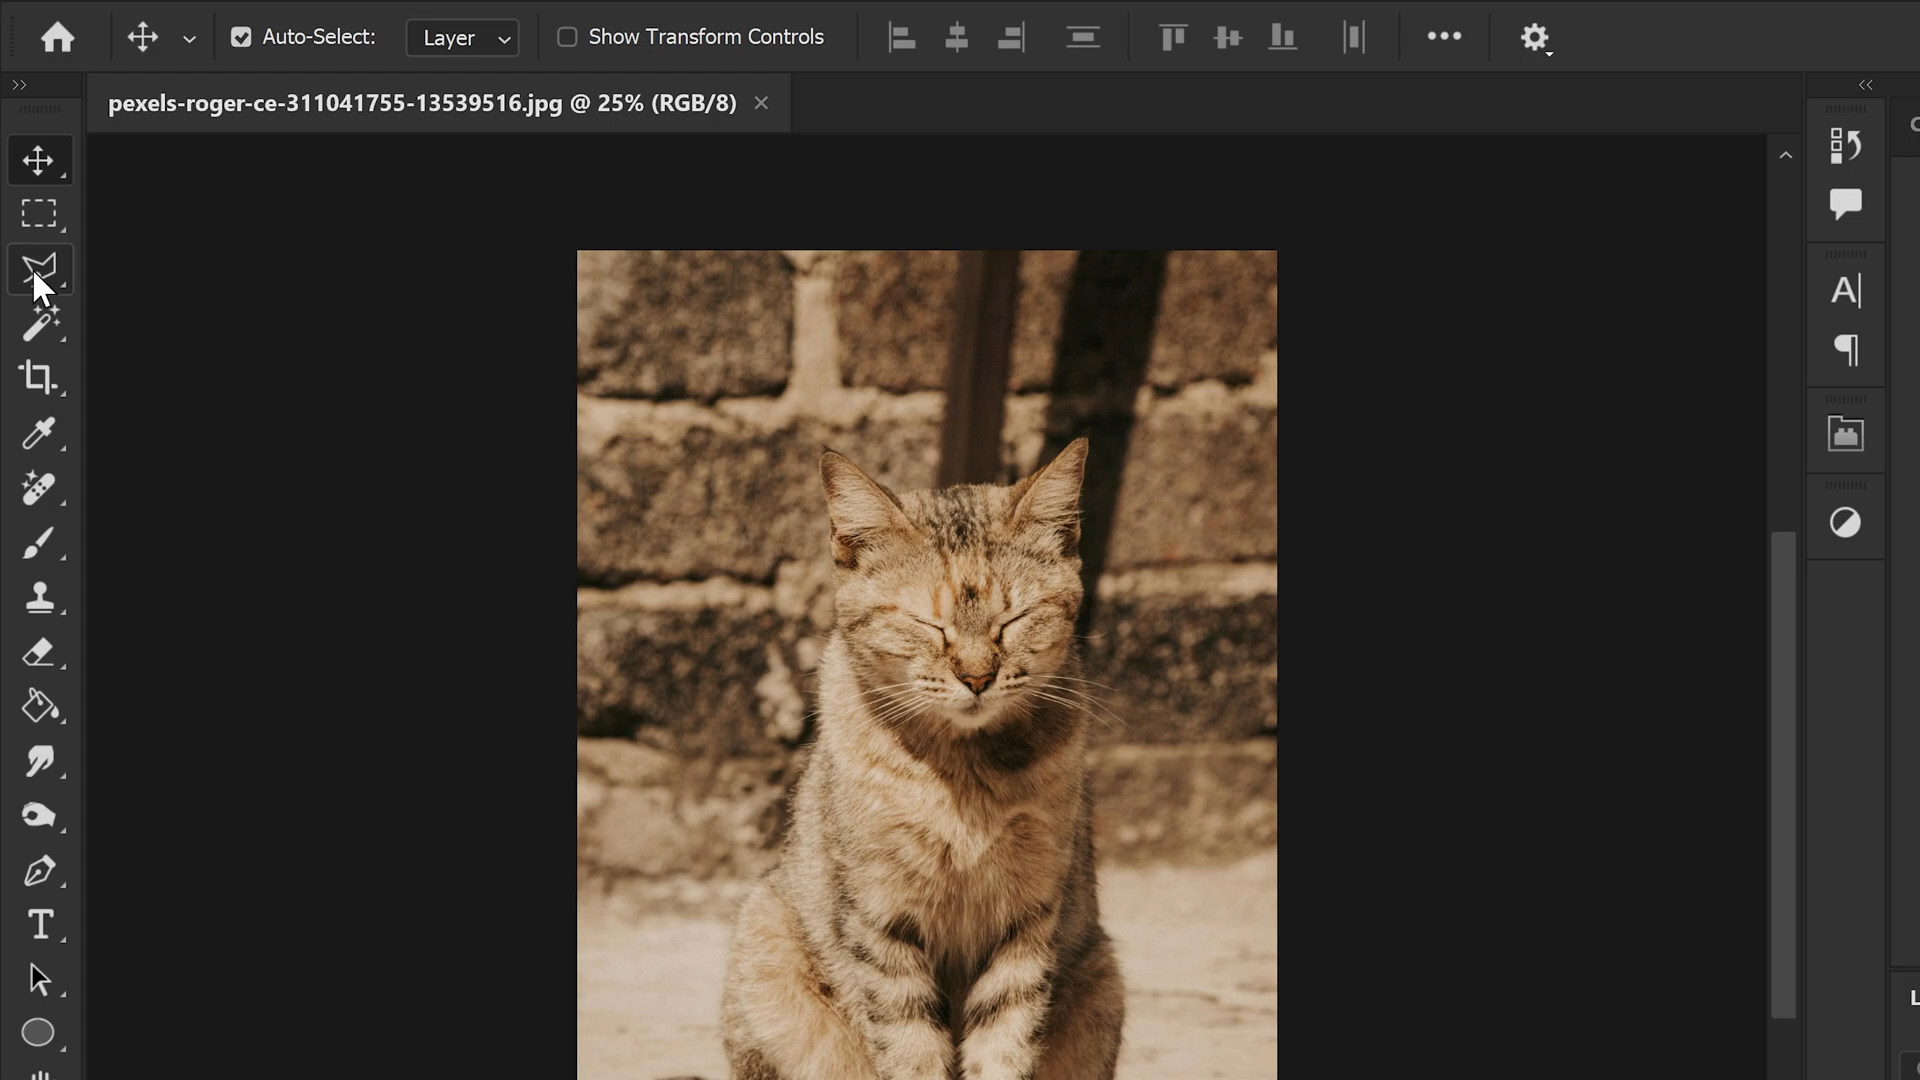 Auto-Select:
Layer
Show Transform Controls
pexels-roger-ce-311041755-13539516.jpg @ 25% (RGB/8)